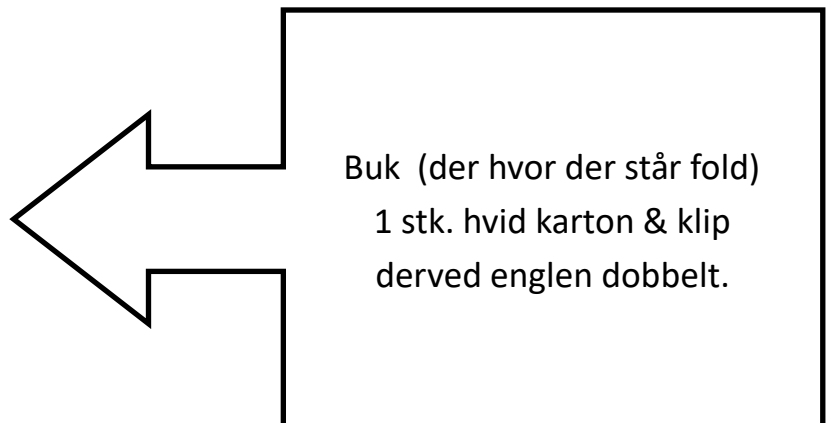 Buk (der hvor der står fold)
1 stk. hvid karton & klip
derved englen dobbelt.